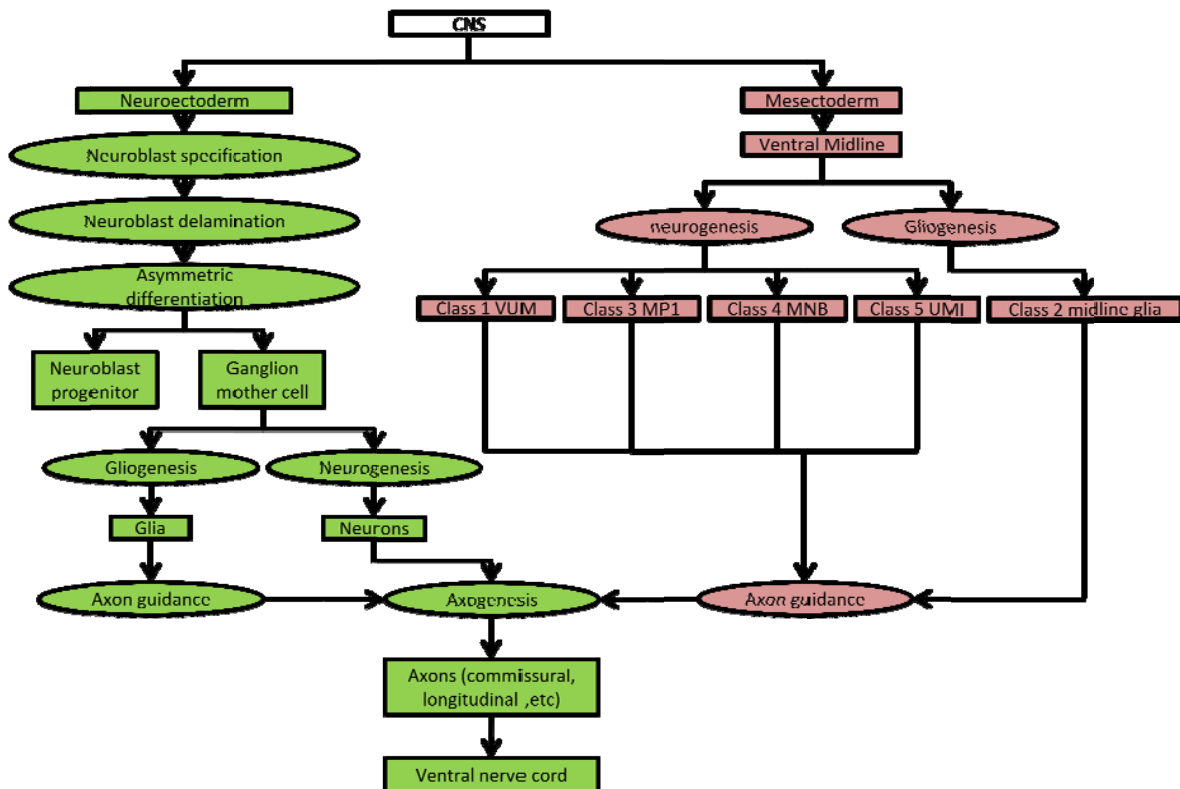 CNS
Neuroectoderm
Mesectoderm
Neuroblast specification
Ventral Midline
Neuroblast delamination
neurogenesis
Gliogenesis
Asymmetric
differentiation
Class 1 VUM
Class 3 MP1
Class 4 MNB
Class 5 UMI
Class 2 midline glia
Neuroblast
progenitor
Ganglion
mother cell
Gliogenesis
Neurogenesis
Glia
Neurons
Axon guidance
Axogenesis
Axon guidance
Axons (commissural,
longitudinal ,etc)
Ventral nerve cord